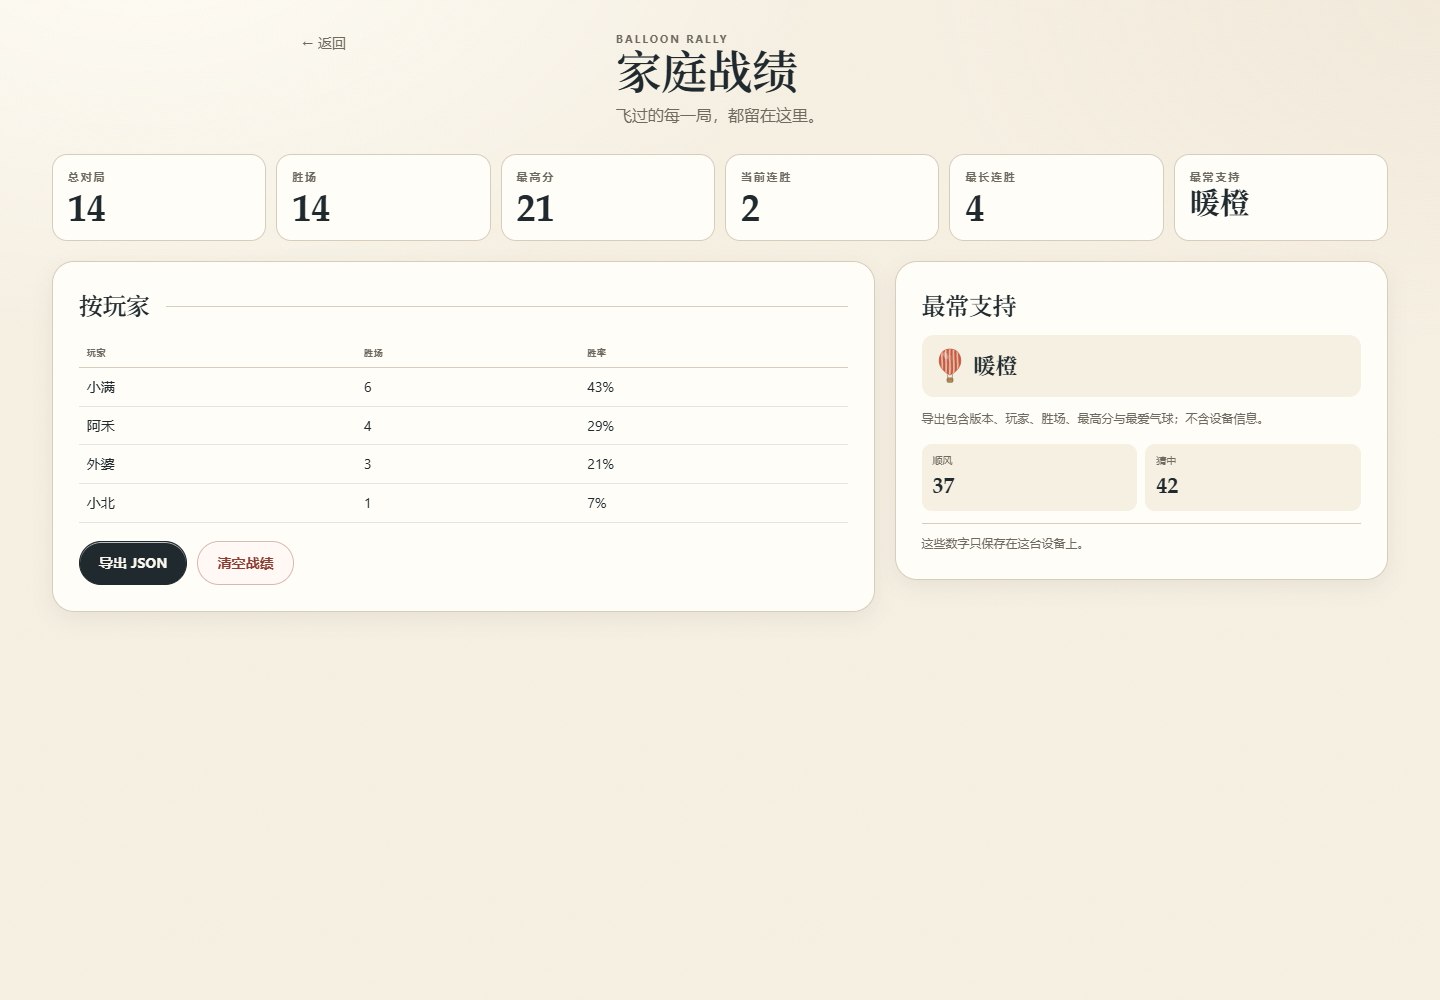 ← 返回
BALLOON RALLY
家庭战绩
飞过的每一局，都留在这里。
总对局
14
胜场
14
最高分
21
当前连胜
2
最长连胜
4
最常支持
暖橙
按玩家
玩家 胜场 胜率
小满 6 43%
阿禾 4 29%
外婆 3 21%
小北 1 7%
导出 JSON 清空战绩
最常支持
暖橙
导出包含版本、玩家、胜场、最高分与最爱气球；不含设备信息。
顺风
37
猜中
42
这些数字只保存在这台设备上。